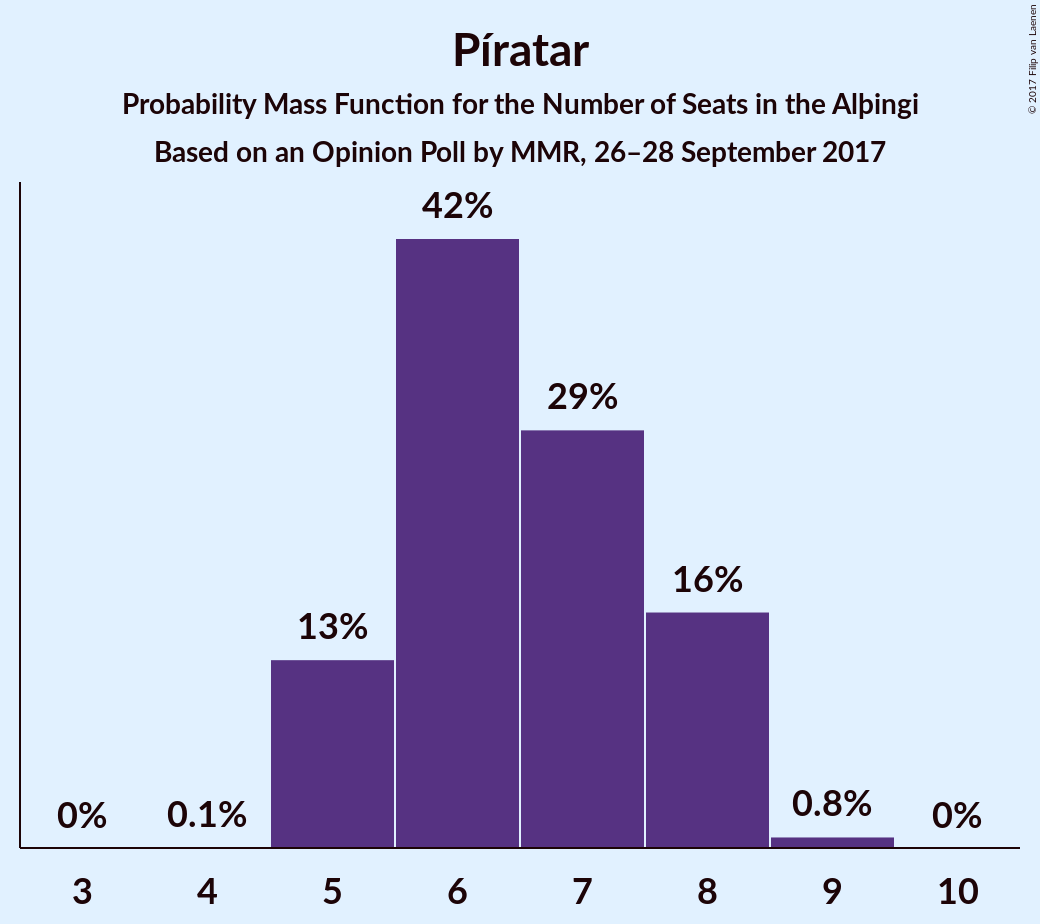 Píratar
Probability Mass Function for the Number of Seats in the Alþingi
Based on an Opinion Poll by MMR, 26–28 September 2017
© 2017 Filip van Laenen
42%
29%
16%
13%
0%
0.1%
0.8%
0%
3 4 5 6 7 8 9 10